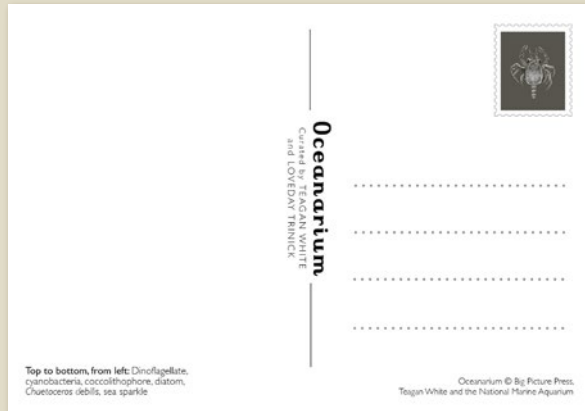 Oceanarium
Curated by TEAGAN WHITE
and LOVEDAY TRINICK
Top to bottom, from left: Dinoflagellate,
cyanobacteria, coccolithophore, diatom,
Chaetoceros debilis, sea sparkle
Oceanarium © Big Picture Press,
Teagan White and the National Marine Aquarium